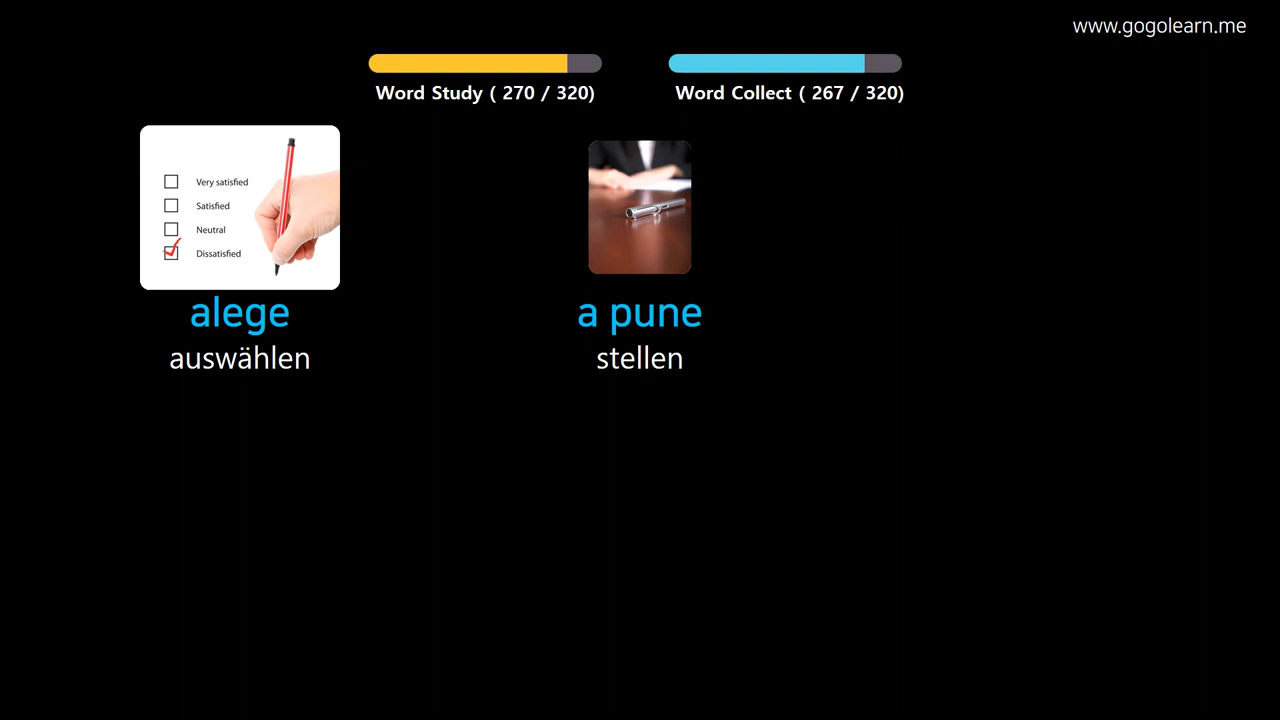 www.gogolearn.me
Word Study ( 270 / 320)
Word Collect ( 267 / 320)
Very satisfied
Satisfied
Neutral
Dissatisfied
alege
auswählen
a pune
stellen